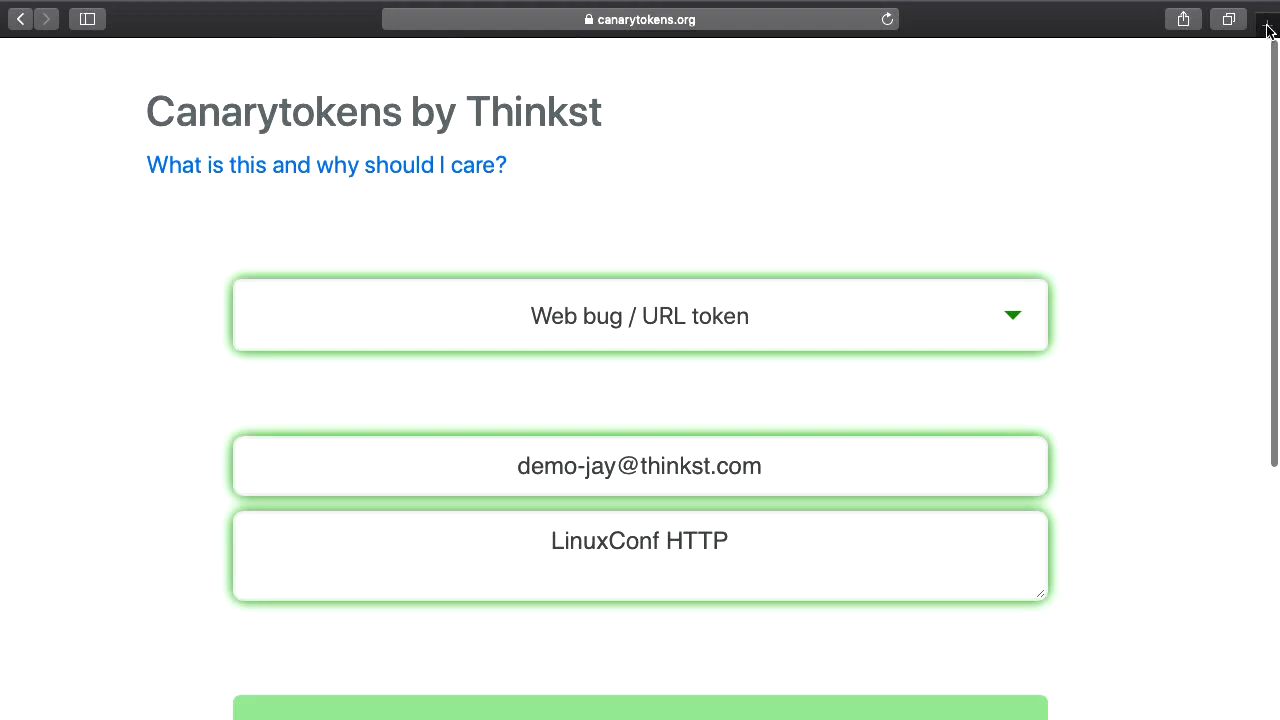 canarytokens.org
Canarytokens by Thinkst
What is this and why should I care?
Web bug / URL token
demo-jay@thinkst.com
LinuxConf HTTP